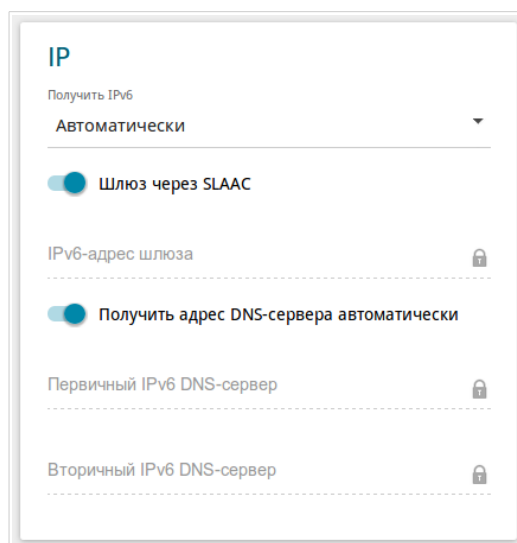 IP
Получить IPv6
Автоматически
Шлюз через SLAAC
IPv6-адрес шлюза
Получить адрес DNS-сервера автоматически
Первичный IPv6 DNS-сервер
Вторичный IPv6 DNS-сервер